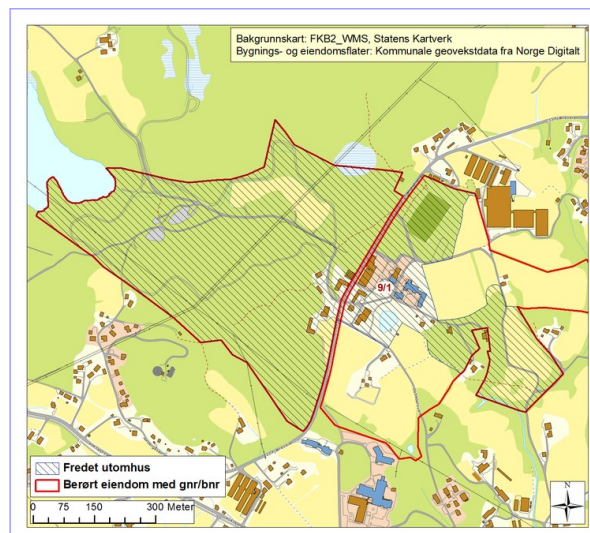 Bakgrunnskart: FKB2_WMS, Statens Kartverk
Bygnings- og eiendomsflater: Kommunale geovekstdata fra Norge Digitalt
9/1
Fredet utomhus
Berørt eiendom med gnr/bnr
0 75 150 300 Meter
N